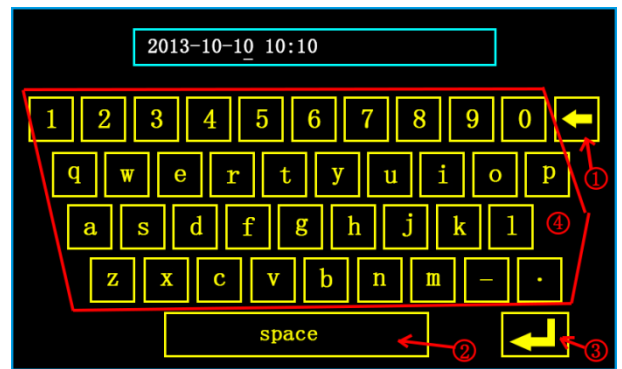 2013-10-10 10:10
1 2 3 4 5 6 7 8 9 0
q w e r t y u i o p ①
a s d f g h j k l ④
z x c v b n m — .
space ② ③